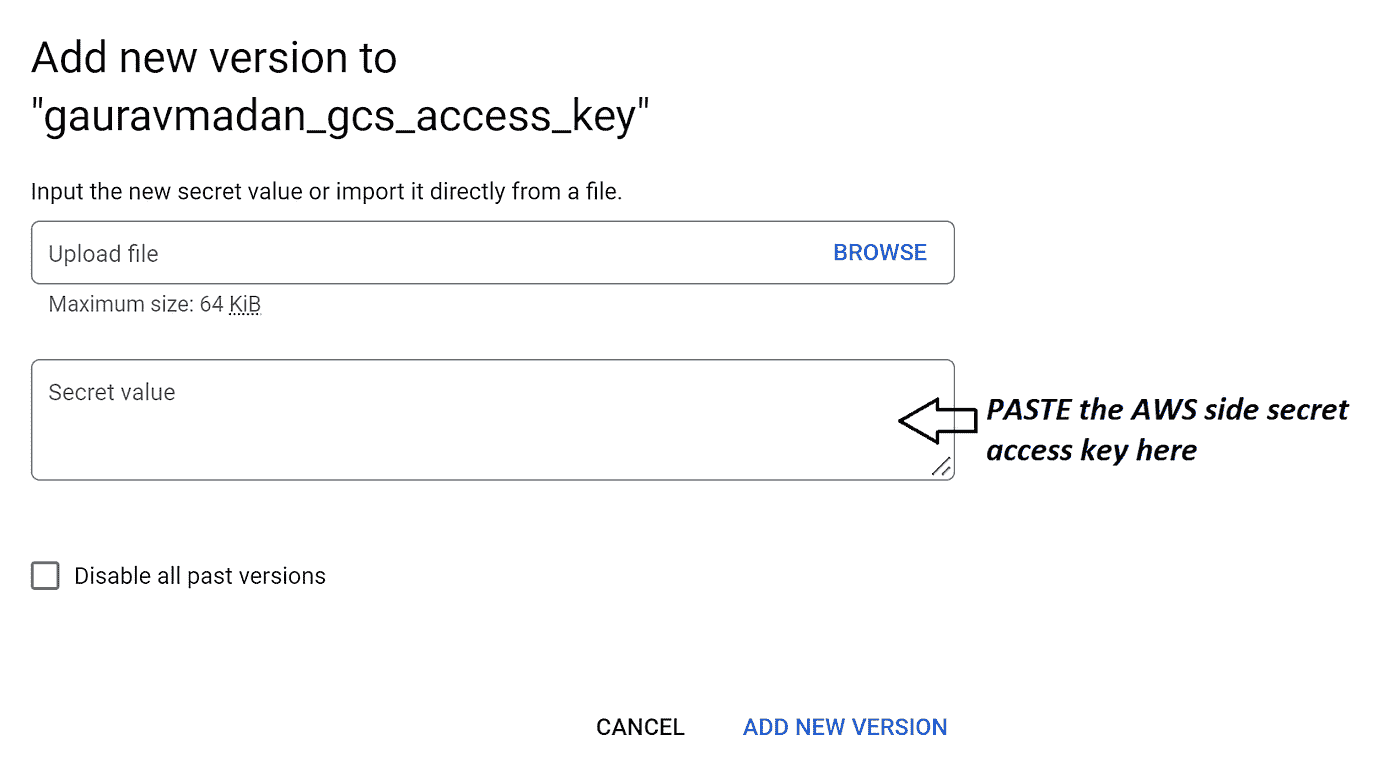 Add new version to
"gauravmadan_gcs_access_key"
Input the new secret value or import it directly from a file.
Upload file BROWSE
Maximum size: 64 KiB
Secret value
PASTE the AWS side secret
access key here
Disable all past versions
CANCEL ADD NEW VERSION